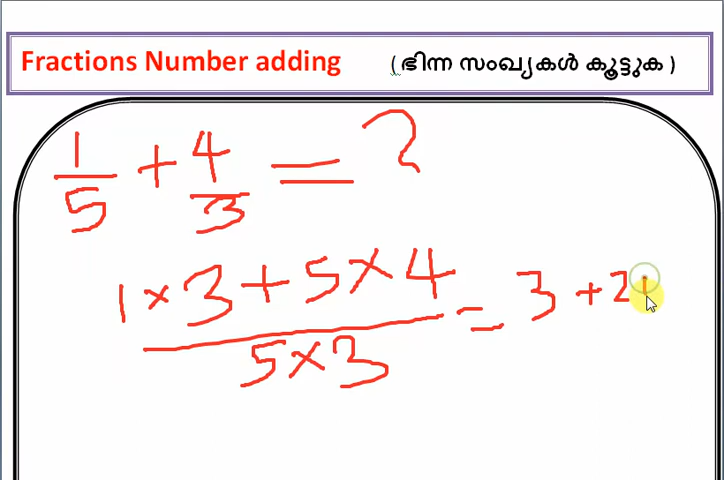 Fractions Number adding (ഭിന്ന സംഖ്യകൾ കൂട്ടുക )
1/5 + 4/3 = ?
1 × 3 + 5 × 4 / 5 × 3 = 3 + 2